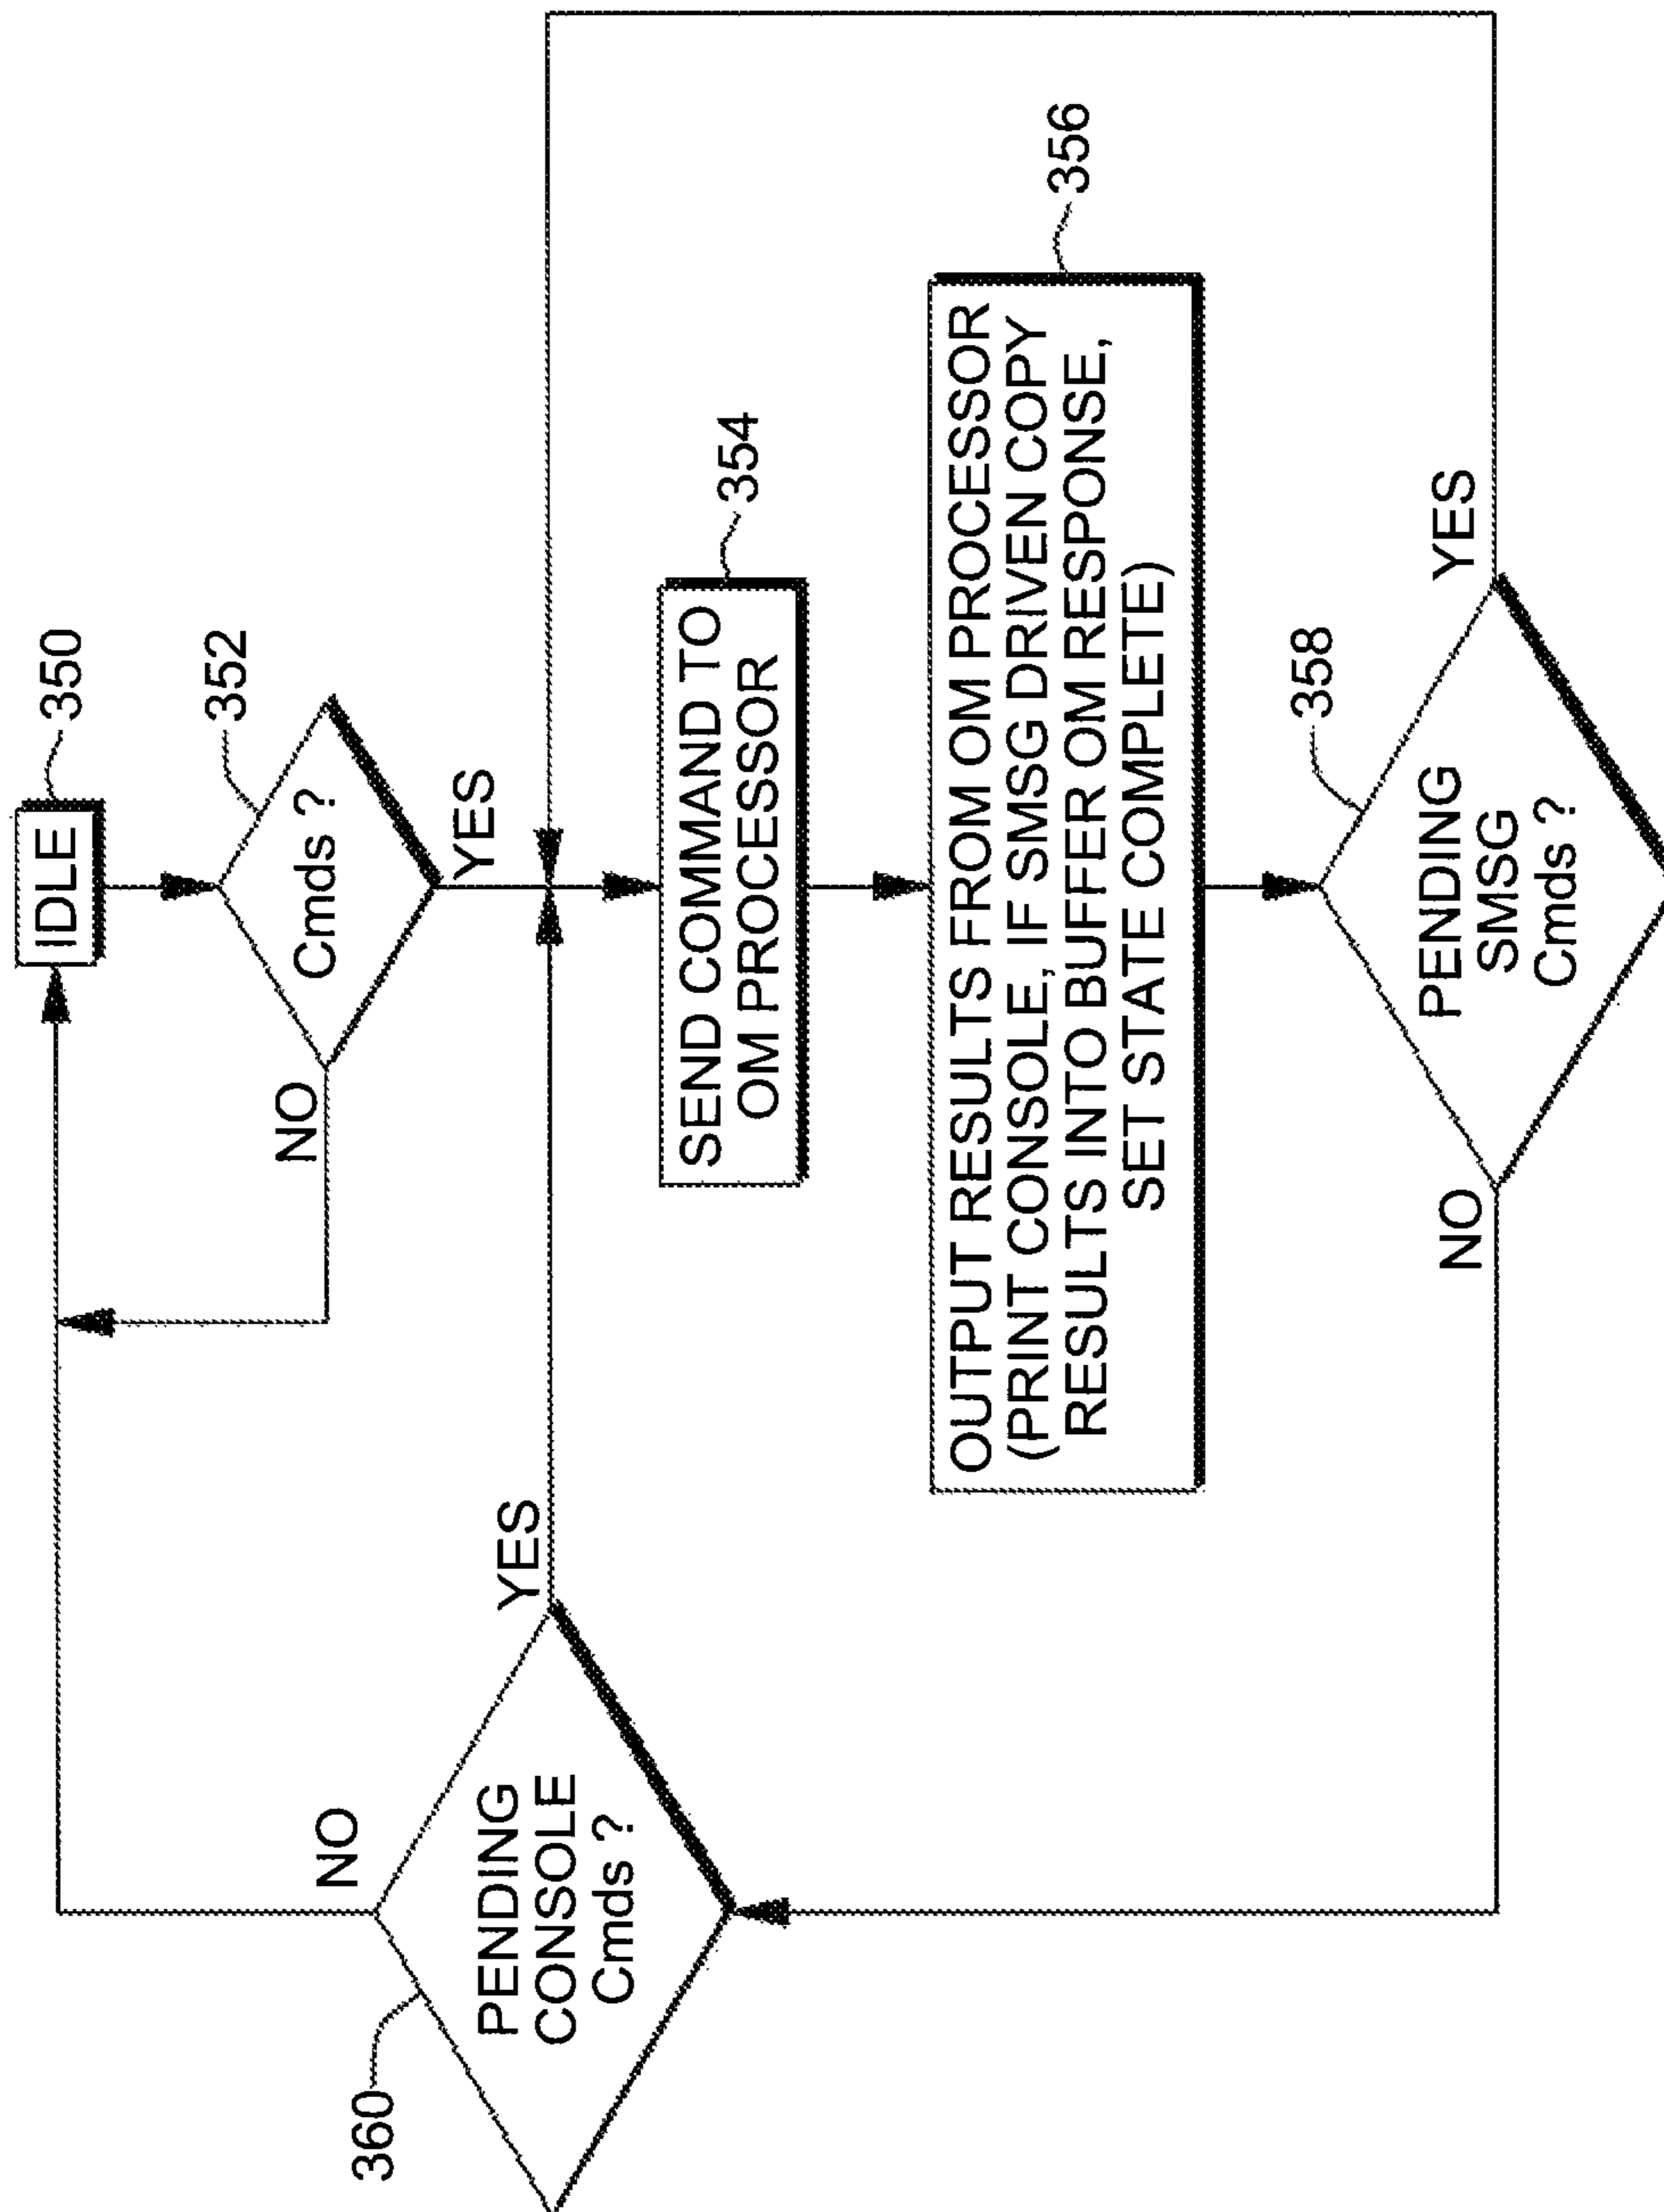 IDLE
350
Cmds ?
352
NO
YES
SEND COMMAND TO
OM PROCESSOR
354
OUTPUT RESULTS FROM OM PROCESSOR
(PRINT CONSOLE, IF SMSG DRIVEN COPY
RESULTS INTO BUFFER OM RESPONSE,
SET STATE COMPLETE)
356
PENDING
SMSG
Cmds ?
358
YES
NO
PENDING
CONSOLE
Cmds ?
360
NO
YES